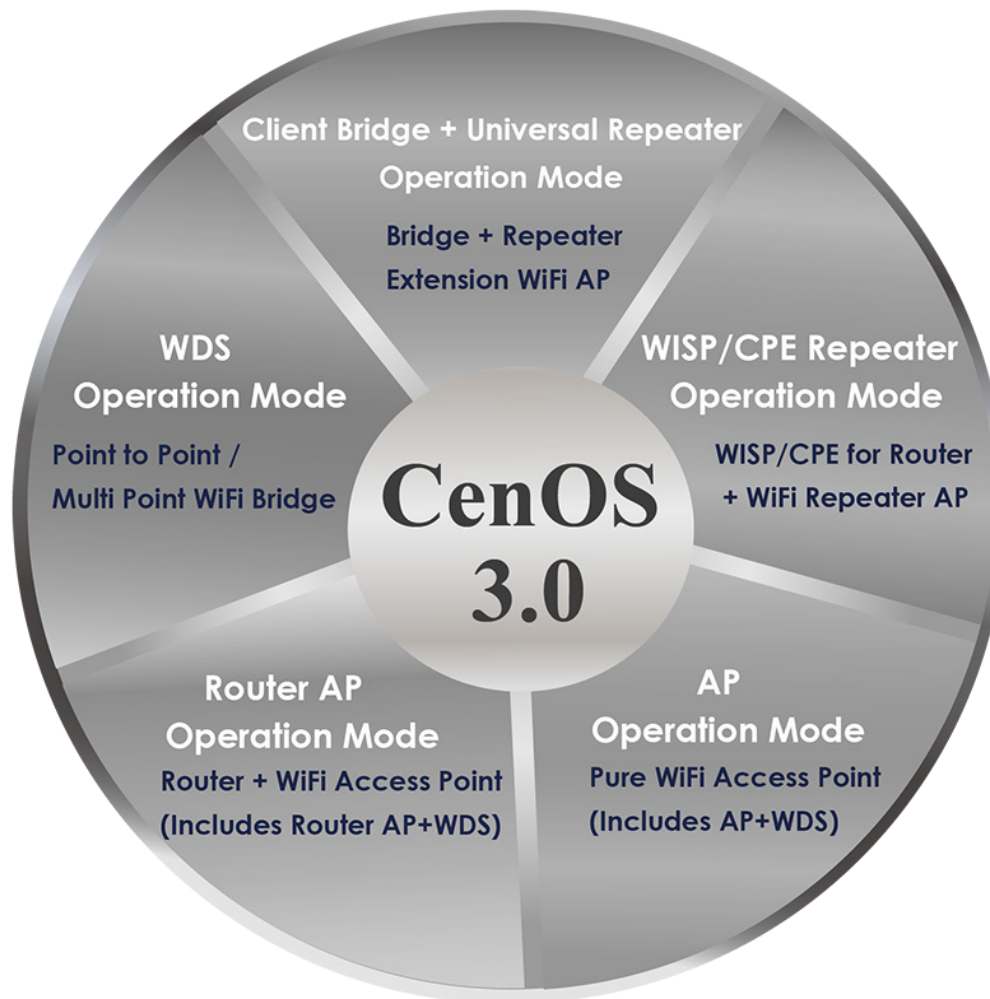 Client Bridge + Universal Repeater
Operation Mode
Bridge + Repeater
Extension WiFi AP
WDS
Operation Mode
Point to Point /
Multi Point WiFi Bridge
WISP/CPE Repeater
Operation Mode
WISP/CPE for Router
+ WiFi Repeater AP
CenOS
3.0
Router AP
Operation Mode
Router + WiFi Access Point
(Includes Router AP+WDS)
AP
Operation Mode
Pure WiFi Access Point
(Includes AP+WDS)